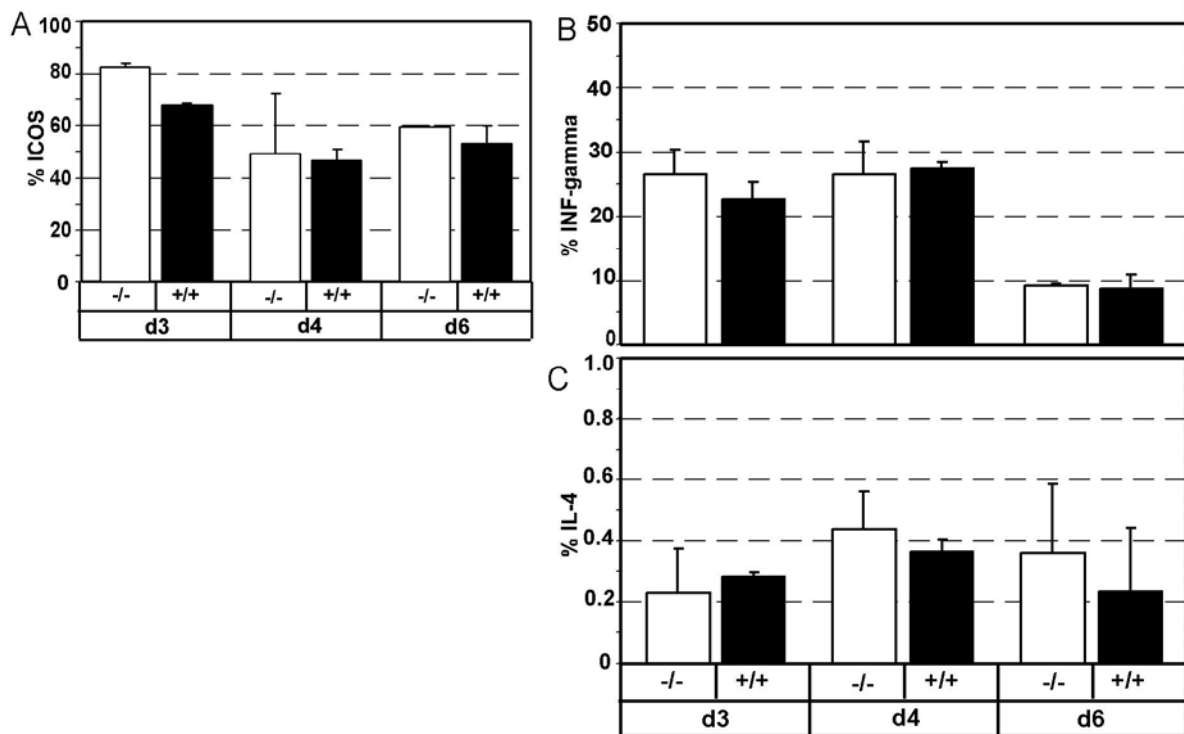 A
100
80
60
40
20
0
% ICOS
-/- +/+ -/- +/+ -/- +/+
d3 d4 d6
B
50
40
30
20
10
0
% INF-gamma
C
1.0
0.8
0.6
0.4
0.2
0
% IL-4
-/- +/+ -/- +/+ -/- +/+
d3 d4 d6